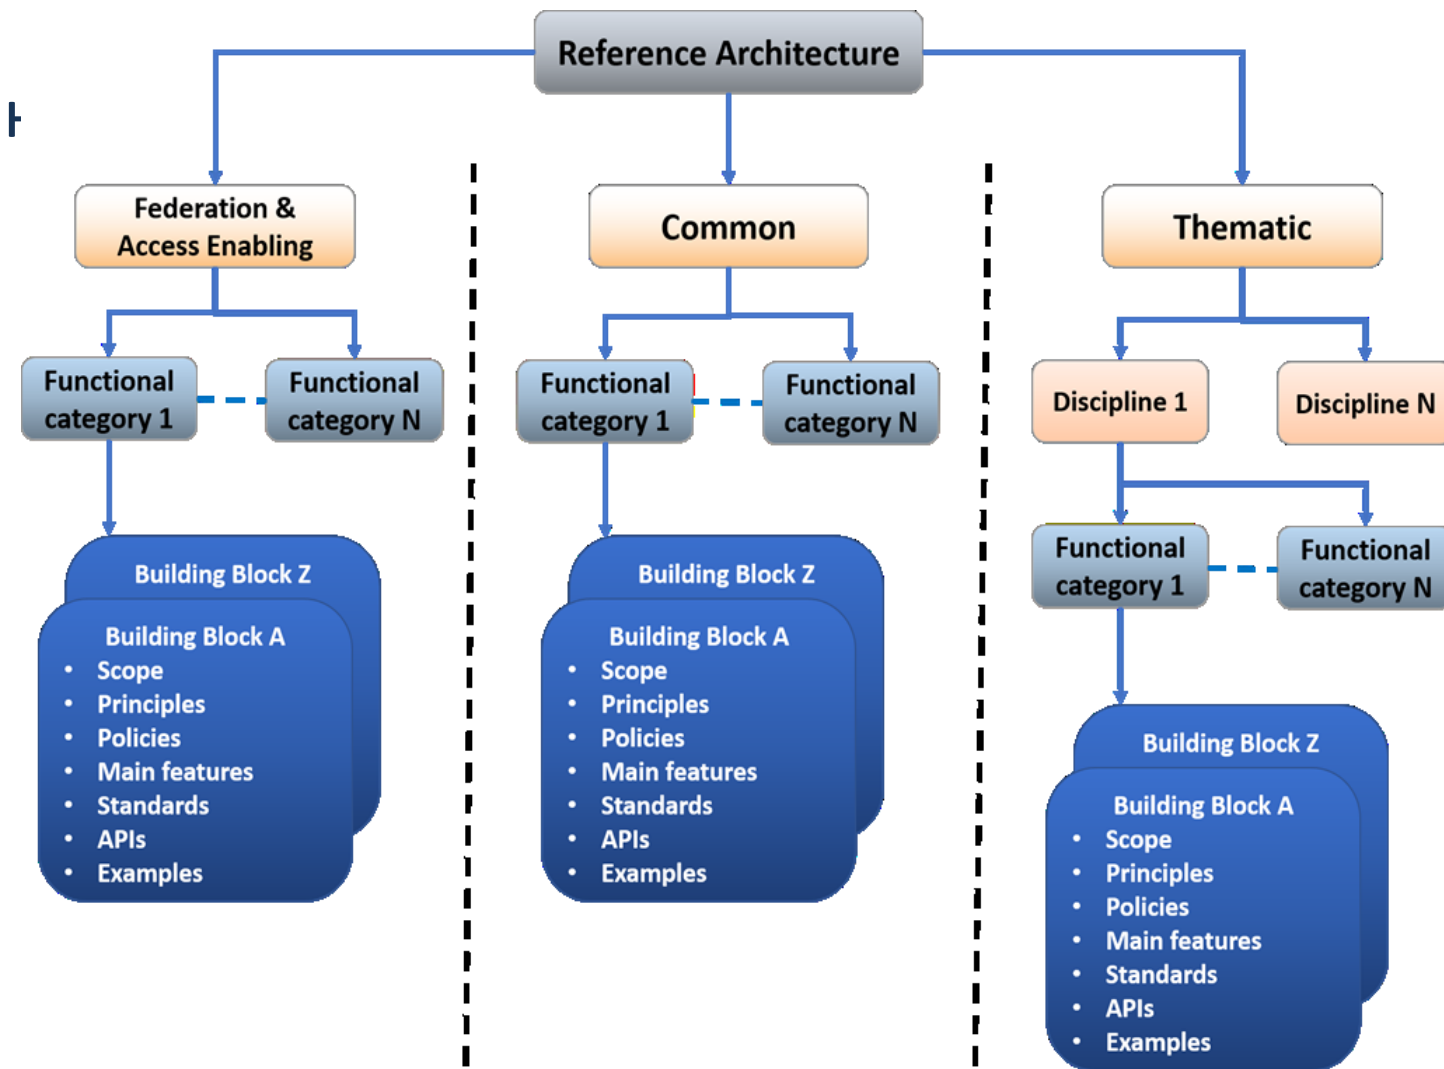 Reference Architecture
Federation &
Access Enabling
Common
Thematic
Functional
category 1
Functional
category N
Functional
category 1
Functional
category N
Discipline 1
Discipline N
Functional
category 1
Functional
category N
Building Block Z
Building Block A
• Scope
• Principles
• Policies
• Main features
• Standards
• APIs
• Examples
Building Block Z
Building Block A
• Scope
• Principles
• Policies
• Main features
• Standards
• APIs
• Examples
Building Block Z
Building Block A
• Scope
• Principles
• Policies
• Main features
• Standards
• APIs
• Examples